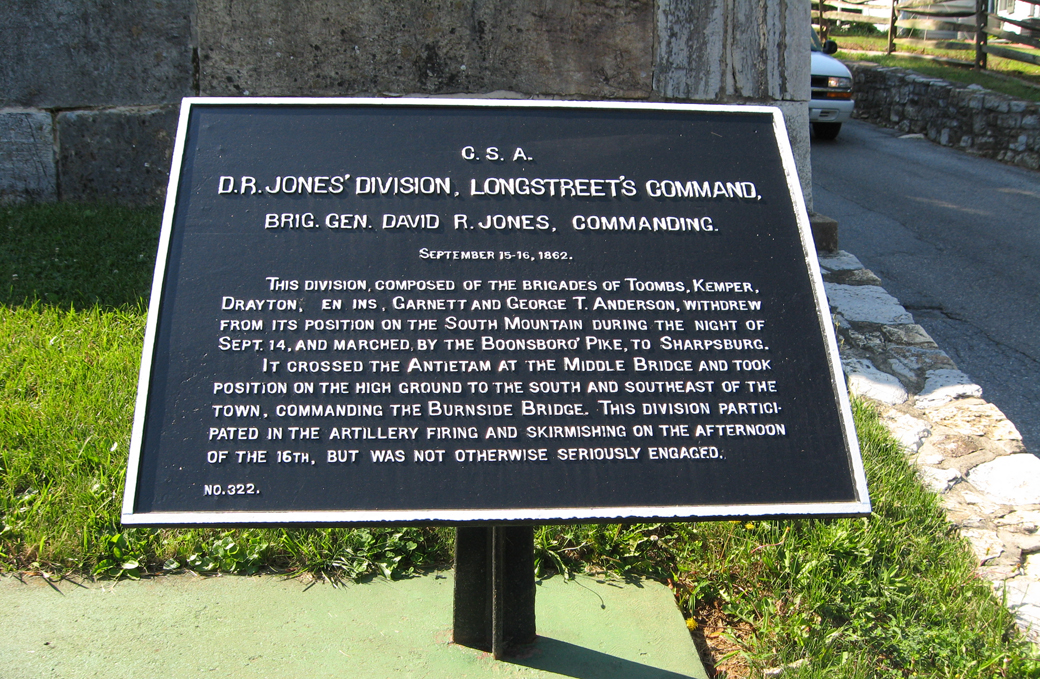 C. S. A.
D. R. JONES' DIVISION, LONGSTREET'S COMMAND,
BRIG. GEN. DAVID R. JONES, COMMANDING.
SEPTEMBER 15-16, 1862.
THIS DIVISION, COMPOSED OF THE BRIGADES OF TOOMBS, KEMPER,
DRAYTON, EN INS, GARNETT AND GEORGE T. ANDERSON, WITHDREW
FROM ITS POSITION ON THE SOUTH MOUNTAIN DURING THE NIGHT OF
SEPT. 14, AND MARCHED, BY THE BOONSBORO' PIKE, TO SHARPSBURG.
IT CROSSED THE ANTIETAM AT THE MIDDLE BRIDGE AND TOOK
POSITION ON THE HIGH GROUND TO THE SOUTH AND SOUTHEAST OF THE
TOWN, COMMANDING THE BURNSIDE BRIDGE. THIS DIVISION PARTICI-
PATED IN THE ARTILLERY FIRING AND SKIRMISHING ON THE AFTERNOON
OF THE 16TH, BUT WAS NOT OTHERWISE SERIOUSLY ENGAGED.
NO. 322.